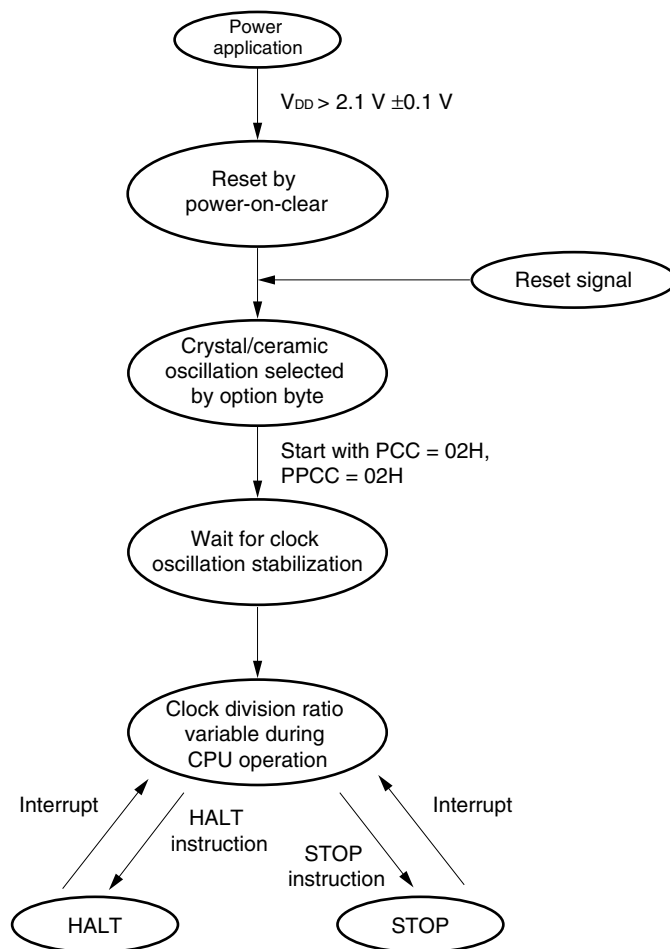 Power
application
VDD > 2.1 V ±0.1 V
Reset by
power-on-clear
Reset signal
Crystal/ceramic
oscillation selected
by option byte
Start with PCC = 02H,
PPCC = 02H
Wait for clock
oscillation stabilization
Clock division ratio
variable during
CPU operation
Interrupt
HALT
instruction
STOP
instruction
Interrupt
HALT
STOP